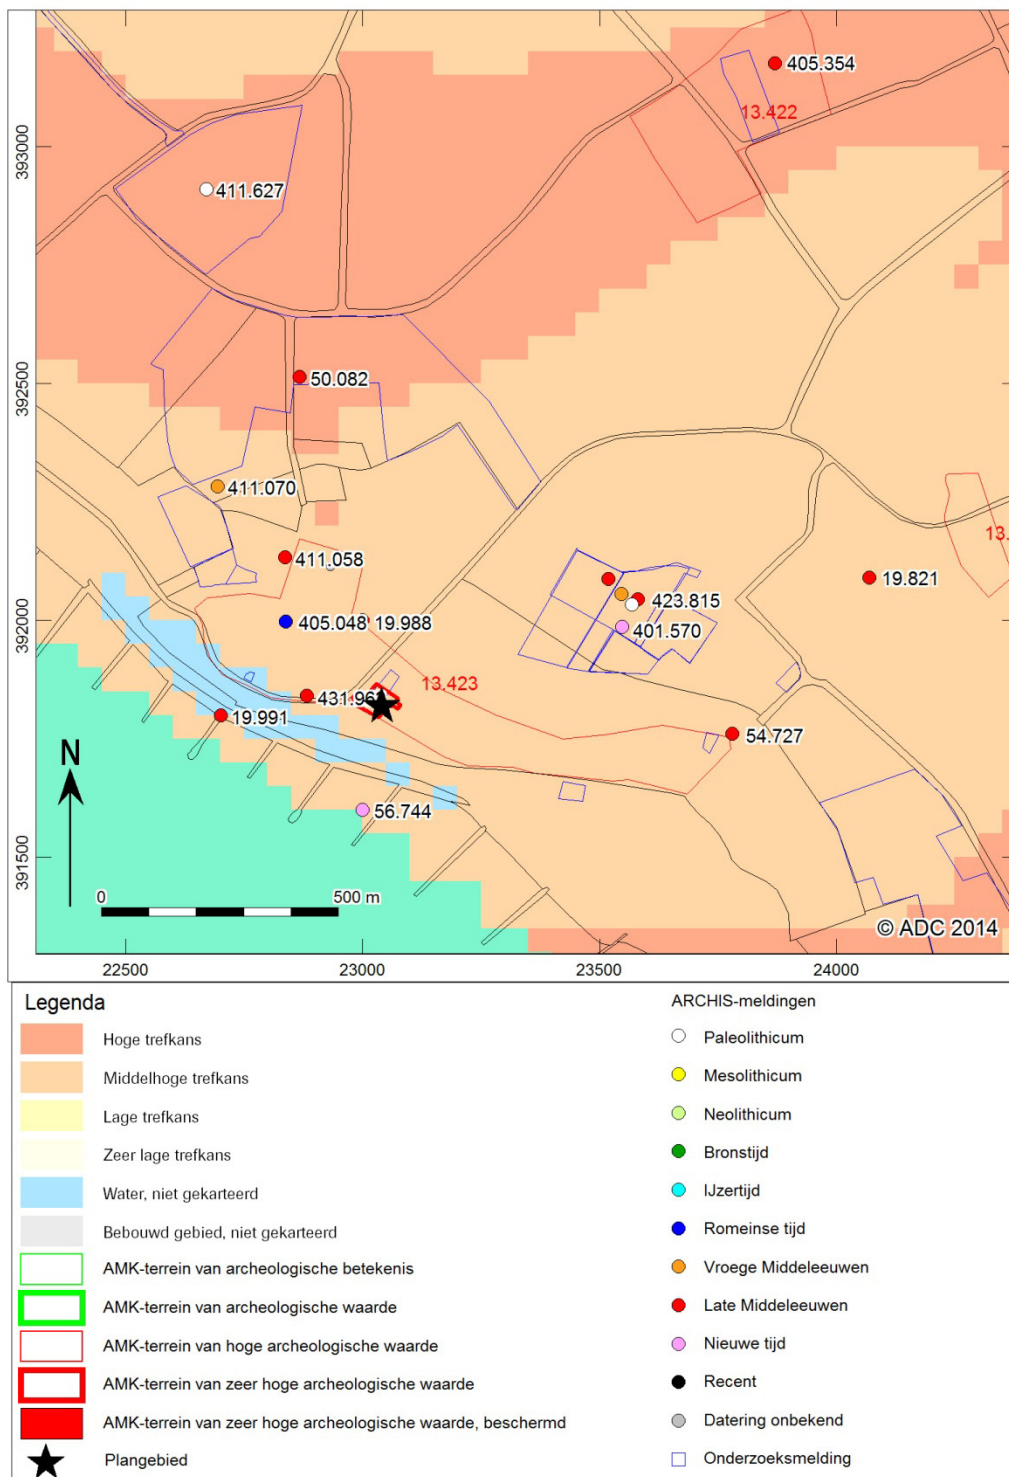 405.354
13.422
393000
411.627
50.082
392500
411.070
411.058
13.
19.821
423.815
405.048
19.988
401.570
392000
13.423
431.96
19.991
54.727
N
56.744
391500
0 500 m
© ADC 2014
22500 23000 23500 24000
Legenda
Hoge trefkans
Middelhoge trefkans
Lage trefkans
Zeer lage trefkans
Water, niet gekarteerd
Bebouwd gebied, niet gekarteerd
AMK-terrein van archeologische betekenis
AMK-terrein van archeologische waarde
AMK-terrein van hoge archeologische waarde
AMK-terrein van zeer hoge archeologische waarde
AMK-terrein van zeer hoge archeologische waarde, beschermd
Plangebied
ARCHIS-meldingen
Paleolithicum
Mesolithicum
Neolithicum
Bronstijd
IJzertijd
Romeinse tijd
Vroege Middeleeuwen
Late Middeleeuwen
Nieuwe tijd
Recent
Datering onbekend
Onderzoeksmelding